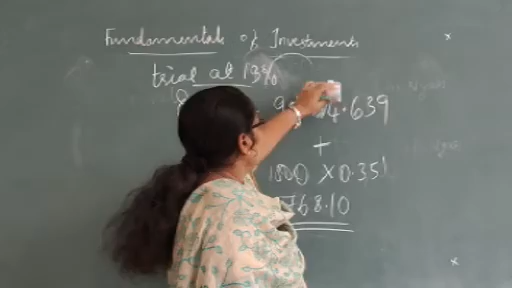 Fundamentals of Investments
trial at 13%
4.639
+
1800 X 0.351
768.10